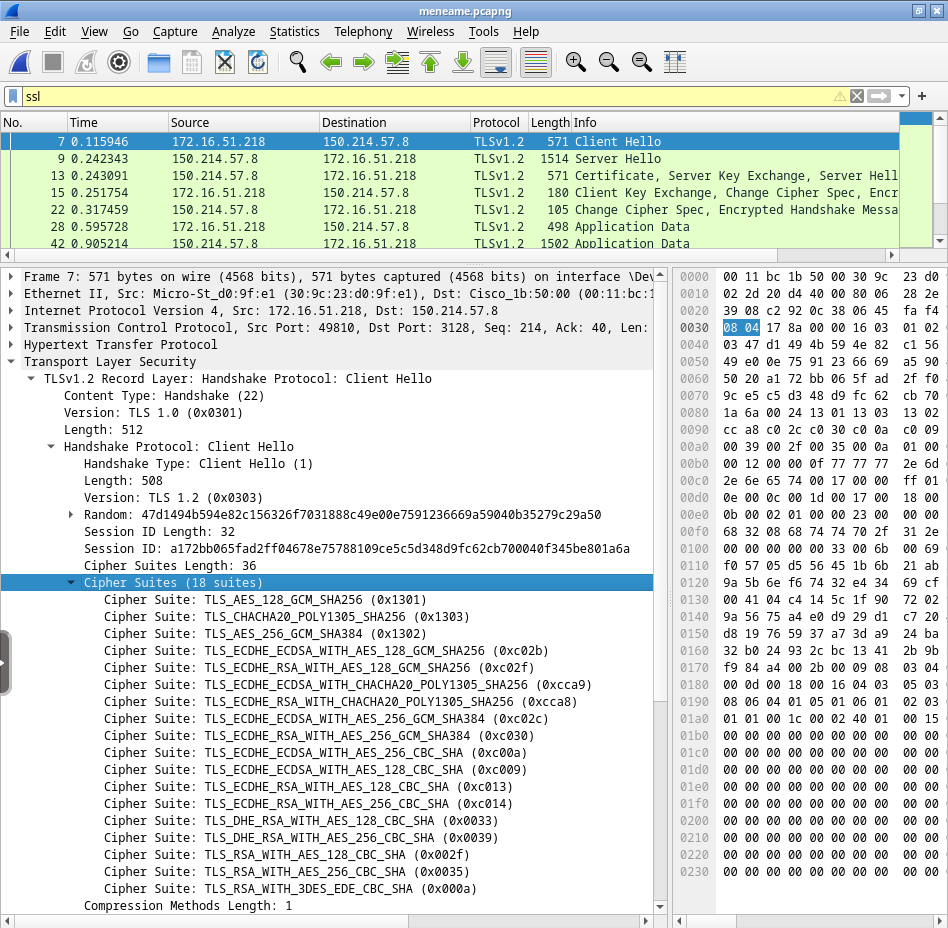 meneame.pcapng
File Edit View Go Capture Analyze Statistics Telephony Wireless Tools Help
ssl
No. Time Source Destination Protocol Length Info
7 0.115946 172.16.51.218 150.214.57.8 TLSv1.2 571 Client Hello
9 0.242343 150.214.57.8 172.16.51.218 TLSv1.2 1514 Server Hello
13 0.243091 150.214.57.8 172.16.51.218 TLSv1.2 571 Certificate, Server Key Exchange, Server Hell
15 0.251754 172.16.51.218 150.214.57.8 TLSv1.2 180 Client Key Exchange, Change Cipher Spec, Encr
22 0.317459 150.214.57.8 172.16.51.218 TLSv1.2 105 Change Cipher Spec, Encrypted Handshake Messa
28 0.595728 172.16.51.218 150.214.57.8 TLSv1.2 498 Application Data
42 0.905214 150.214.57.8 172.16.51.218 TLSv1.2 1502 Application Data
Frame 7: 571 bytes on wire (4568 bits), 571 bytes captured (4568 bits) on interface \Dev
Ethernet II, Src: Micro-St_d0:9f:e1 (30:9c:23:d0:9f:e1), Dst: Cisco_1b:50:00 (00:11:bc:1
Internet Protocol Version 4, Src: 172.16.51.218, Dst: 150.214.57.8
Transmission Control Protocol, Src Port: 49810, Dst Port: 3128, Seq: 214, Ack: 40, Len:
Hypertext Transfer Protocol
Transport Layer Security
TLSv1.2 Record Layer: Handshake Protocol: Client Hello
Content Type: Handshake (22)
Version: TLS 1.0 (0x0301)
Length: 512
Handshake Protocol: Client Hello
Handshake Type: Client Hello (1)
Length: 508
Version: TLS 1.2 (0x0303)
Random: 47d1494b594e82c156326f7031888c49e00e7591236669a59040b35279c29a50
Session ID Length: 32
Session ID: a172bb065fad2ff04678e75788109ce5c5d348d9fc62cb700040f345be801a6a
Cipher Suites Length: 36
Cipher Suites (18 suites)
Cipher Suite: TLS_AES_128_GCM_SHA256 (0x1301)
Cipher Suite: TLS_CHACHA20_POLY1305_SHA256 (0x1303)
Cipher Suite: TLS_AES_256_GCM_SHA384 (0x1302)
Cipher Suite: TLS_ECDHE_ECDSA_WITH_AES_128_GCM_SHA256 (0xc02b)
Cipher Suite: TLS_ECDHE_RSA_WITH_AES_128_GCM_SHA256 (0xc02f)
Cipher Suite: TLS_ECDHE_ECDSA_WITH_CHACHA20_POLY1305_SHA256 (0xcca9)
Cipher Suite: TLS_ECDHE_RSA_WITH_CHACHA20_POLY1305_SHA256 (0xcca8)
Cipher Suite: TLS_ECDHE_ECDSA_WITH_AES_256_GCM_SHA384 (0xc02c)
Cipher Suite: TLS_ECDHE_RSA_WITH_AES_256_GCM_SHA384 (0xc030)
Cipher Suite: TLS_ECDHE_ECDSA_WITH_AES_256_CBC_SHA (0xc00a)
Cipher Suite: TLS_ECDHE_ECDSA_WITH_AES_128_CBC_SHA (0xc009)
Cipher Suite: TLS_ECDHE_RSA_WITH_AES_128_CBC_SHA (0xc013)
Cipher Suite: TLS_ECDHE_RSA_WITH_AES_256_CBC_SHA (0xc014)
Cipher Suite: TLS_DHE_RSA_WITH_AES_128_CBC_SHA (0x0033)
Cipher Suite: TLS_DHE_RSA_WITH_AES_256_CBC_SHA (0x0039)
Cipher Suite: TLS_RSA_WITH_AES_128_CBC_SHA (0x002f)
Cipher Suite: TLS_RSA_WITH_AES_256_CBC_SHA (0x0035)
Cipher Suite: TLS_RSA_WITH_3DES_EDE_CBC_SHA (0x000a)
Compression Methods Length: 1
0000 00 11 bc 1b 50 00 30 9c 23 d0
0010 02 2d 20 d4 40 00 80 06 28 2e
0020 39 08 c2 92 0c 38 06 45 fa f4
0030 08 04 17 8a 00 00 16 03 01 02
0040 03 47 d1 49 4b 59 4e 82 c1 56
0050 49 e0 0e 75 91 23 66 69 a5 90
0060 50 20 a1 72 bb 06 5f ad 2f f0
0070 9c e5 c5 d3 48 d9 fc 62 cb 70
0080 1a 6a 00 24 13 01 13 03 13 02
0090 cc a8 c0 2c c0 30 c0 0a c0 09
00a0 00 39 00 2f 00 35 00 0a 01 00
00b0 00 12 00 00 0f 77 77 77 2e 6d
00c0 2e 6e 65 74 00 17 00 00 ff 01
00d0 0e 00 0c 00 1d 00 17 00 18 00
00e0 0b 00 02 01 00 00 23 00 00 00
00f0 68 32 08 68 74 74 70 2f 31 2e
0100 00 00 00 00 00 33 00 6b 00 69
0110 f0 57 05 d5 56 45 1b 6b 21 ab
0120 9a 5b 6e f6 74 32 e4 34 69 cf
0130 00 41 04 c4 14 5c 1f 90 72 02
0140 9a 56 75 a4 e0 d9 29 d1 c7 20
0150 d8 19 76 59 37 a7 3d a9 24 ba
0160 32 b0 24 93 2c bc 13 41 2b 9b
0170 f9 84 a4 00 2b 00 09 08 03 04
0180 00 0d 00 18 00 16 04 03 05 03
0190 08 06 04 01 05 01 06 01 02 03
01a0 01 01 00 1c 00 02 40 01 00 15
01b0 00 00 00 00 00 00 00 00 00 00
01c0 00 00 00 00 00 00 00 00 00 00
01d0 00 00 00 00 00 00 00 00 00 00
01e0 00 00 00 00 00 00 00 00 00 00
01f0 00 00 00 00 00 00 00 00 00 00
0200 00 00 00 00 00 00 00 00 00 00
0210 00 00 00 00 00 00 00 00 00 00
0220 00 00 00 00 00 00 00 00 00 00
0230 00 00 00 00 00 00 00 00 00 00